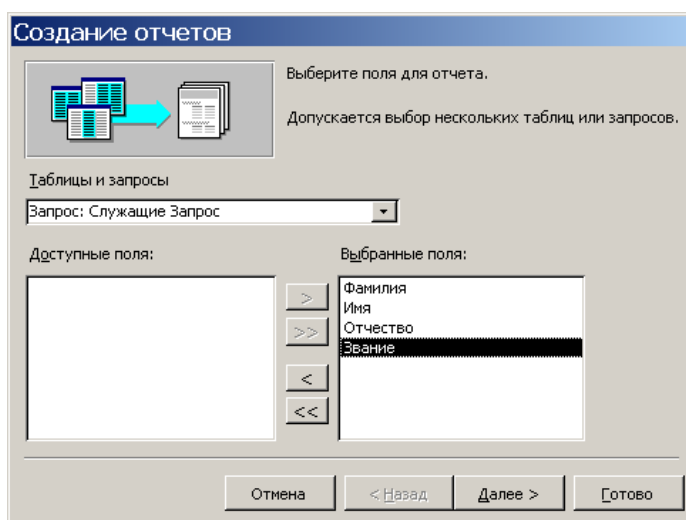 Создание отчетов
Выберите поля для отчета.
Допускается выбор нескольких таблиц или запросов.
Таблицы и запросы
Запрос: Служащие Запрос
Доступные поля:
Выбранные поля:
>
>>
<
<<
Фамилия
Имя
Отчество
Звание
Отмена
< Назад
Далее >
Готово